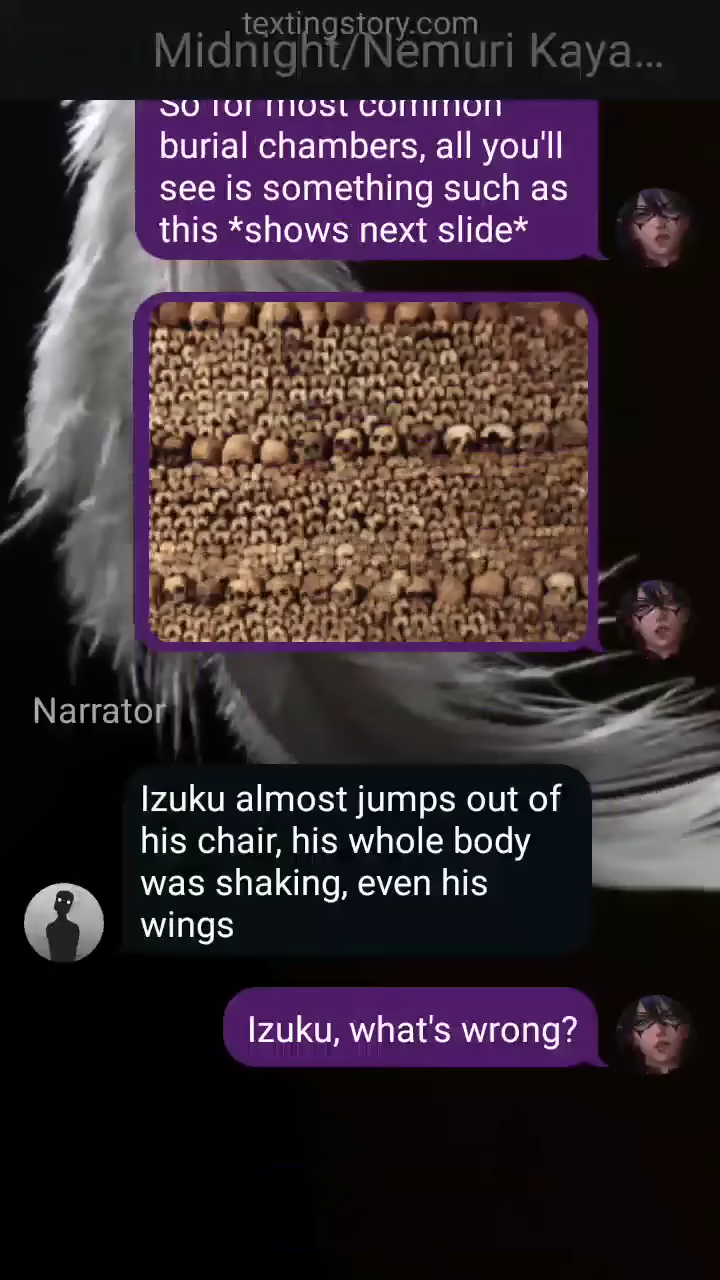 textingstory.com
Midnight/Nemuri Kaya...
So for most common
burial chambers, all you'll
see is something such as
this *shows next slide*
Narrator
Izuku almost jumps out of
his chair, his whole body
was shaking, even his
wings
Izuku, what's wrong?